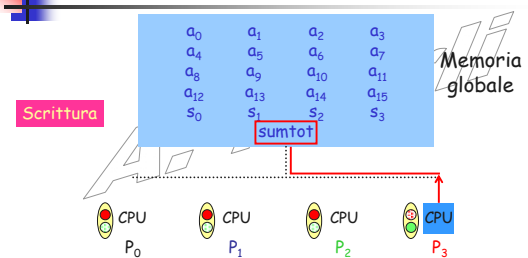 a0 a1 a2 a3
a4 a5 a6 a7
a8 a9 a10 a11
a12 a13 a14 a15
s0 s1 s2 s3
sumtot
Memoria
globale
Scrittura
CPU CPU CPU CPU
P0 P1 P2 P3